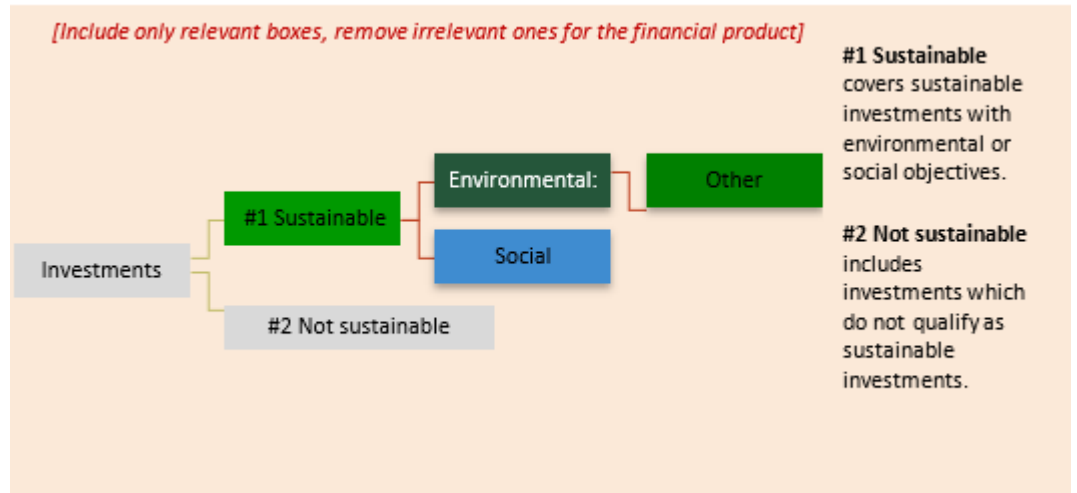 [Include only relevant boxes, remove irrelevant ones for the financial product]
#1 Sustainable
covers sustainable
investments with
environmental or
social objectives.
Environmental:
Other
#1 Sustainable
Social
Investments
#2 Not sustainable
#2 Not sustainable
includes
investments which
do not qualify as
sustainable
investments.